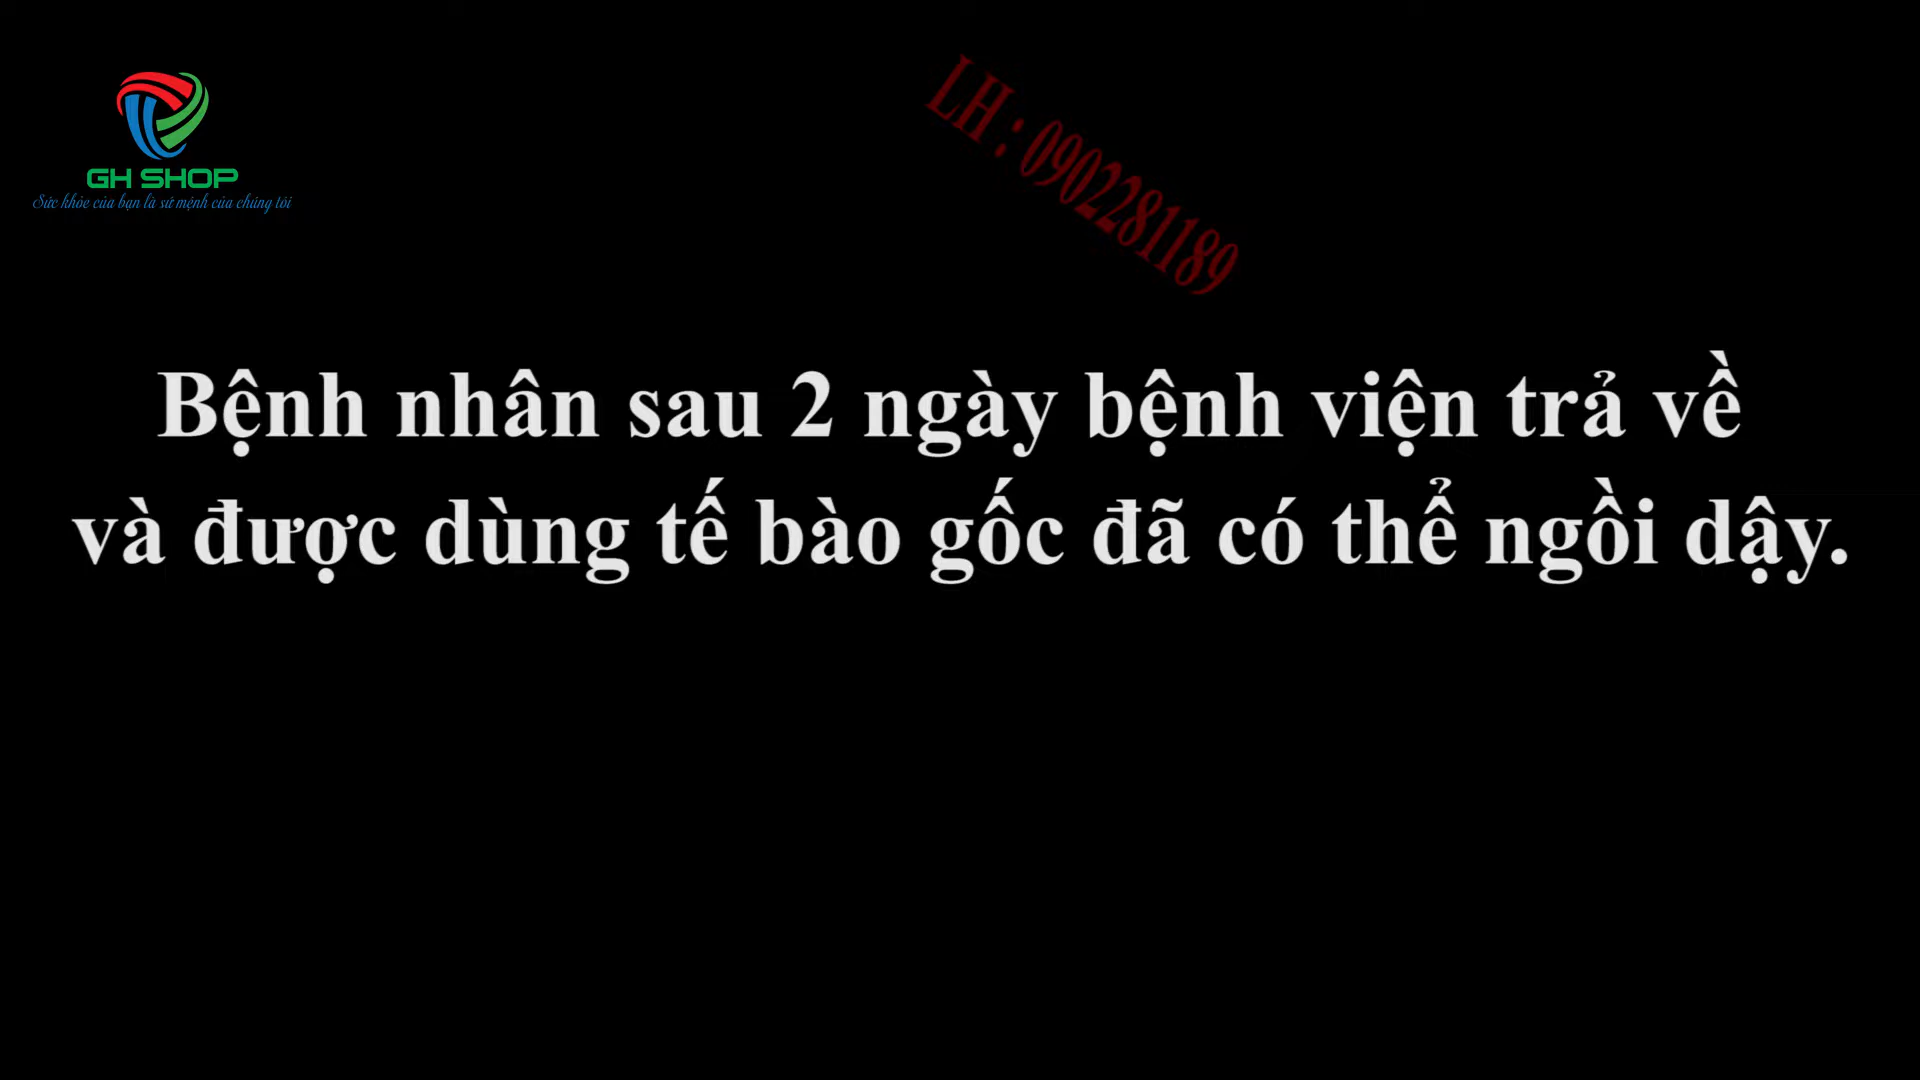 GH SHOP
Sức khỏe của bạn là sứ mệnh của chúng tôi
LH : 0902281189
Bệnh nhân sau 2 ngày bệnh viện trả về
và được dùng tế bào gốc đã có thể ngồi dậy.